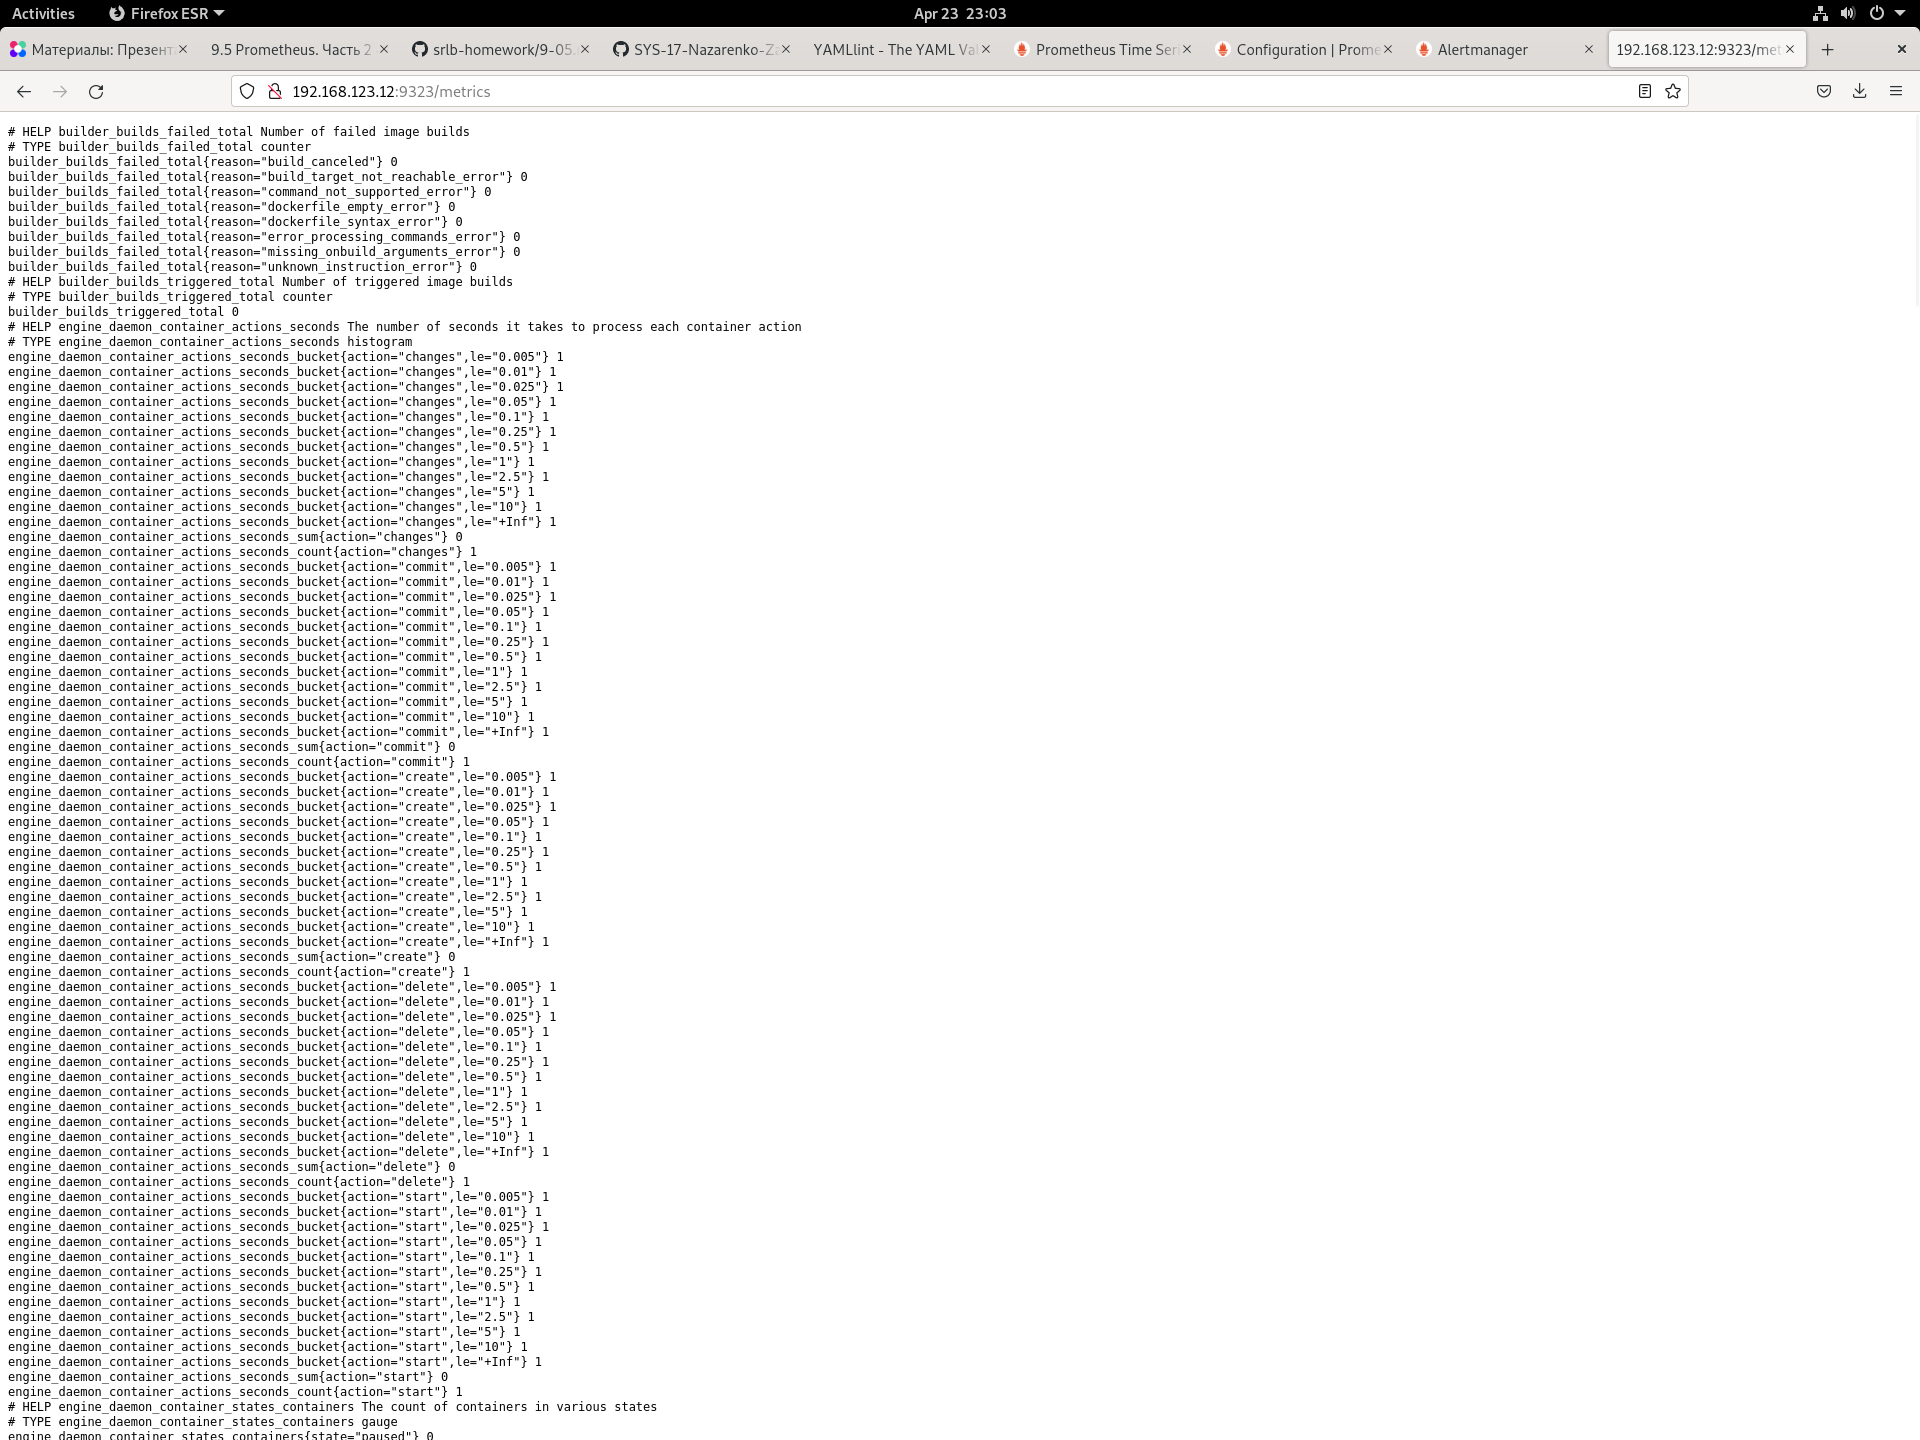 Activities
Firefox ESR
Apr 23 23:03
Материалы: Презент
9.5 Prometheus. Часть 2
srlb-homework/9-05.
SYS-17-Nazarenko-Za
YAMLlint - The YAML Va
Prometheus Time Seri
Configuration | Prome
Alertmanager
192.168.123.12:9323/met
192.168.123.12:9323/metrics
# HELP builder_builds_failed_total Number of failed image builds
# TYPE builder_builds_failed_total counter
builder_builds_failed_total{reason="build_canceled"} 0
builder_builds_failed_total{reason="build_target_not_reachable_error"} 0
builder_builds_failed_total{reason="command_not_supported_error"} 0
builder_builds_failed_total{reason="dockerfile_empty_error"} 0
builder_builds_failed_total{reason="dockerfile_syntax_error"} 0
builder_builds_failed_total{reason="error_processing_commands_error"} 0
builder_builds_failed_total{reason="missing_onbuild_arguments_error"} 0
builder_builds_failed_total{reason="unknown_instruction_error"} 0
# HELP builder_builds_triggered_total Number of triggered image builds
# TYPE builder_builds_triggered_total counter
builder_builds_triggered_total 0
# HELP engine_daemon_container_actions_seconds The number of seconds it takes to process each container action
# TYPE engine_daemon_container_actions_seconds histogram
engine_daemon_container_actions_seconds_bucket{action="changes",le="0.005"} 1
engine_daemon_container_actions_seconds_bucket{action="changes",le="0.01"} 1
engine_daemon_container_actions_seconds_bucket{action="changes",le="0.025"} 1
engine_daemon_container_actions_seconds_bucket{action="changes",le="0.05"} 1
engine_daemon_container_actions_seconds_bucket{action="changes",le="0.1"} 1
engine_daemon_container_actions_seconds_bucket{action="changes",le="0.25"} 1
engine_daemon_container_actions_seconds_bucket{action="changes",le="0.5"} 1
engine_daemon_container_actions_seconds_bucket{action="changes",le="1"} 1
engine_daemon_container_actions_seconds_bucket{action="changes",le="2.5"} 1
engine_daemon_container_actions_seconds_bucket{action="changes",le="5"} 1
engine_daemon_container_actions_seconds_bucket{action="changes",le="10"} 1
engine_daemon_container_actions_seconds_bucket{action="changes",le="+Inf"} 1
engine_daemon_container_actions_seconds_sum{action="changes"} 0
engine_daemon_container_actions_seconds_count{action="changes"} 1
engine_daemon_container_actions_seconds_bucket{action="commit",le="0.005"} 1
engine_daemon_container_actions_seconds_bucket{action="commit",le="0.01"} 1
engine_daemon_container_actions_seconds_bucket{action="commit",le="0.025"} 1
engine_daemon_container_actions_seconds_bucket{action="commit",le="0.05"} 1
engine_daemon_container_actions_seconds_bucket{action="commit",le="0.1"} 1
engine_daemon_container_actions_seconds_bucket{action="commit",le="0.25"} 1
engine_daemon_container_actions_seconds_bucket{action="commit",le="0.5"} 1
engine_daemon_container_actions_seconds_bucket{action="commit",le="1"} 1
engine_daemon_container_actions_seconds_bucket{action="commit",le="2.5"} 1
engine_daemon_container_actions_seconds_bucket{action="commit",le="5"} 1
engine_daemon_container_actions_seconds_bucket{action="commit",le="10"} 1
engine_daemon_container_actions_seconds_bucket{action="commit",le="+Inf"} 1
engine_daemon_container_actions_seconds_sum{action="commit"} 0
engine_daemon_container_actions_seconds_count{action="commit"} 1
engine_daemon_container_actions_seconds_bucket{action="create",le="0.005"} 1
engine_daemon_container_actions_seconds_bucket{action="create",le="0.01"} 1
engine_daemon_container_actions_seconds_bucket{action="create",le="0.025"} 1
engine_daemon_container_actions_seconds_bucket{action="create",le="0.05"} 1
engine_daemon_container_actions_seconds_bucket{action="create",le="0.1"} 1
engine_daemon_container_actions_seconds_bucket{action="create",le="0.25"} 1
engine_daemon_container_actions_seconds_bucket{action="create",le="0.5"} 1
engine_daemon_container_actions_seconds_bucket{action="create",le="1"} 1
engine_daemon_container_actions_seconds_bucket{action="create",le="2.5"} 1
engine_daemon_container_actions_seconds_bucket{action="create",le="5"} 1
engine_daemon_container_actions_seconds_bucket{action="create",le="10"} 1
engine_daemon_container_actions_seconds_bucket{action="create",le="+Inf"} 1
engine_daemon_container_actions_seconds_sum{action="create"} 0
engine_daemon_container_actions_seconds_count{action="create"} 1
engine_daemon_container_actions_seconds_bucket{action="delete",le="0.005"} 1
engine_daemon_container_actions_seconds_bucket{action="delete",le="0.01"} 1
engine_daemon_container_actions_seconds_bucket{action="delete",le="0.025"} 1
engine_daemon_container_actions_seconds_bucket{action="delete",le="0.05"} 1
engine_daemon_container_actions_seconds_bucket{action="delete",le="0.1"} 1
engine_daemon_container_actions_seconds_bucket{action="delete",le="0.25"} 1
engine_daemon_container_actions_seconds_bucket{action="delete",le="0.5"} 1
engine_daemon_container_actions_seconds_bucket{action="delete",le="1"} 1
engine_daemon_container_actions_seconds_bucket{action="delete",le="2.5"} 1
engine_daemon_container_actions_seconds_bucket{action="delete",le="5"} 1
engine_daemon_container_actions_seconds_bucket{action="delete",le="10"} 1
engine_daemon_container_actions_seconds_bucket{action="delete",le="+Inf"} 1
engine_daemon_container_actions_seconds_sum{action="delete"} 0
engine_daemon_container_actions_seconds_count{action="delete"} 1
engine_daemon_container_actions_seconds_bucket{action="start",le="0.005"} 1
engine_daemon_container_actions_seconds_bucket{action="start",le="0.01"} 1
engine_daemon_container_actions_seconds_bucket{action="start",le="0.025"} 1
engine_daemon_container_actions_seconds_bucket{action="start",le="0.05"} 1
engine_daemon_container_actions_seconds_bucket{action="start",le="0.1"} 1
engine_daemon_container_actions_seconds_bucket{action="start",le="0.25"} 1
engine_daemon_container_actions_seconds_bucket{action="start",le="0.5"} 1
engine_daemon_container_actions_seconds_bucket{action="start",le="1"} 1
engine_daemon_container_actions_seconds_bucket{action="start",le="2.5"} 1
engine_daemon_container_actions_seconds_bucket{action="start",le="5"} 1
engine_daemon_container_actions_seconds_bucket{action="start",le="10"} 1
engine_daemon_container_actions_seconds_bucket{action="start",le="+Inf"} 1
engine_daemon_container_actions_seconds_sum{action="start"} 0
engine_daemon_container_actions_seconds_count{action="start"} 1
# HELP engine_daemon_container_states_containers The count of containers in various states
# TYPE engine_daemon_container_states_containers gauge
engine_daemon_container_states_containers{state="paused"} 0